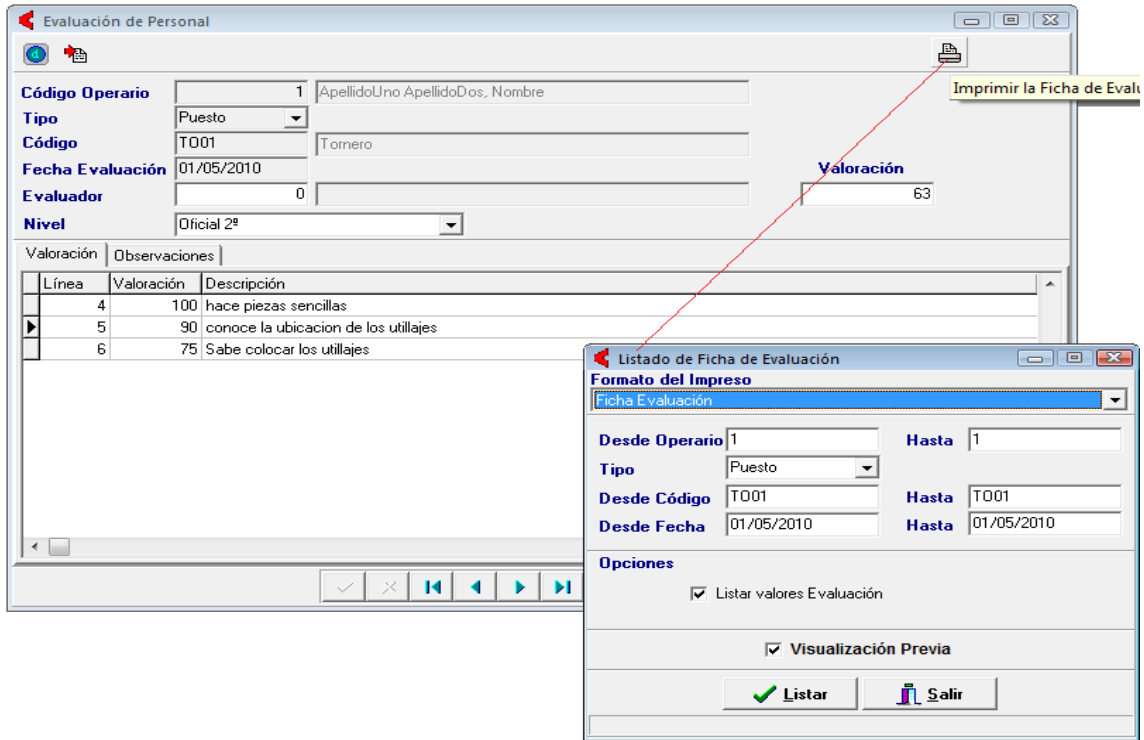 Evaluación de Personal
Imprimir la Ficha de Evalu
Código Operario 1 ApellidoUno ApellidoDos, Nombre
Tipo Puesto
Código TO01 Tornero
Fecha Evaluación 01/05/2010 Valoración
Evaluador 0 63
Nivel Oficial 2ª
Valoración Observaciones
Línea Valoración Descripción
4 100 hace piezas sencillas
5 90 conoce la ubicacion de los utillajes
6 75 Sabe colocar los utillajes
Listado de Ficha de Evaluación
Formato del Impreso
Ficha Evaluación
Desde Operario 1 Hasta 1
Tipo Puesto
Desde Código TO01 Hasta TO01
Desde Fecha 01/05/2010 Hasta 01/05/2010
Opciones
Listar valores Evaluación
Visualización Previa
Listar Salir